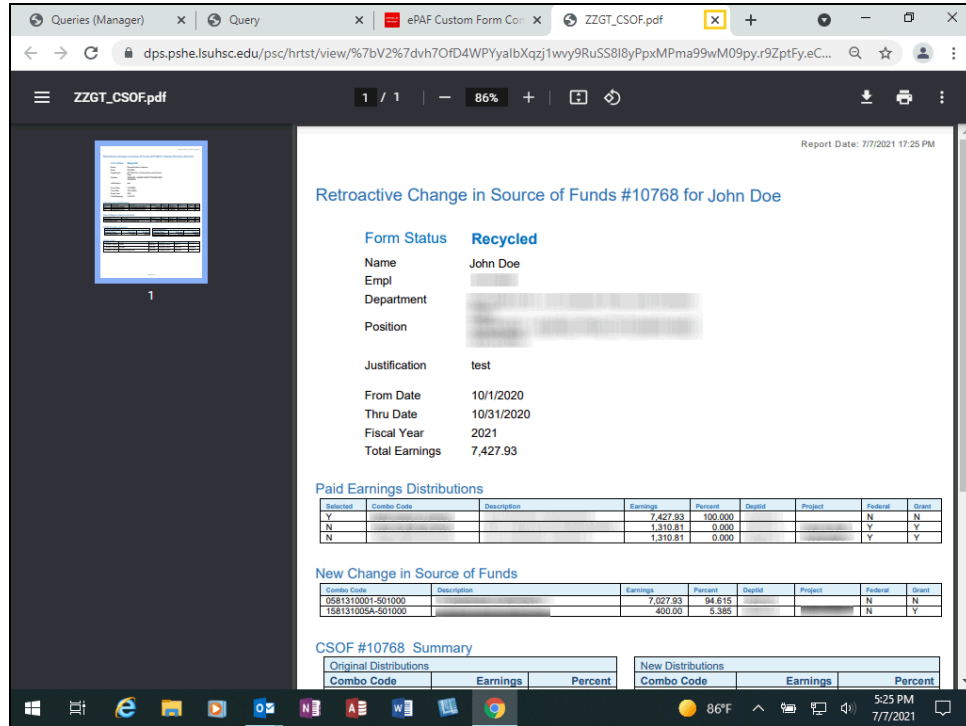 Queries (Manager)
Query
ePAF Custom Form Con
ZZGT_CSOF.pdf
dps.pshe.lsuhsc.edu/psc/hrtst/view/%7bV2%7dvh7OfD4WPYyaIbXqzj1wvy9RuSS8I8yPpxMPma99wM09py.r9ZptFy.eC...
ZZGT_CSOF.pdf
1 / 1
86%
Report Date: 7/7/2021 17:25 PM
Retroactive Change in Source of Funds #10768 for John Doe
Form Status Recycled
Name John Doe
Empl
Department
Position
Justification test
From Date 10/1/2020
Thru Date 10/31/2020
Fiscal Year 2021
Total Earnings 7,427.93
1
Paid Earnings Distributions
Selected Combo Code Description Earnings Percent Deptid Project Federal Grant
Y 7,427.93 100.000 N N
N 1,310.81 0.000 Y Y
N 1,310.81 0.000 Y Y
New Change in Source of Funds
Combo Code Description Earnings Percent Deptid Project Federal Grant
0581310001-501000 7,027.93 94.615 N N
158131005A-501000 400.00 5.385 N Y
CSOF #10768 Summary
Original Distributions New Distributions
Combo Code Earnings Percent Combo Code Earnings Percent
86°F
5:25 PM
7/7/2021